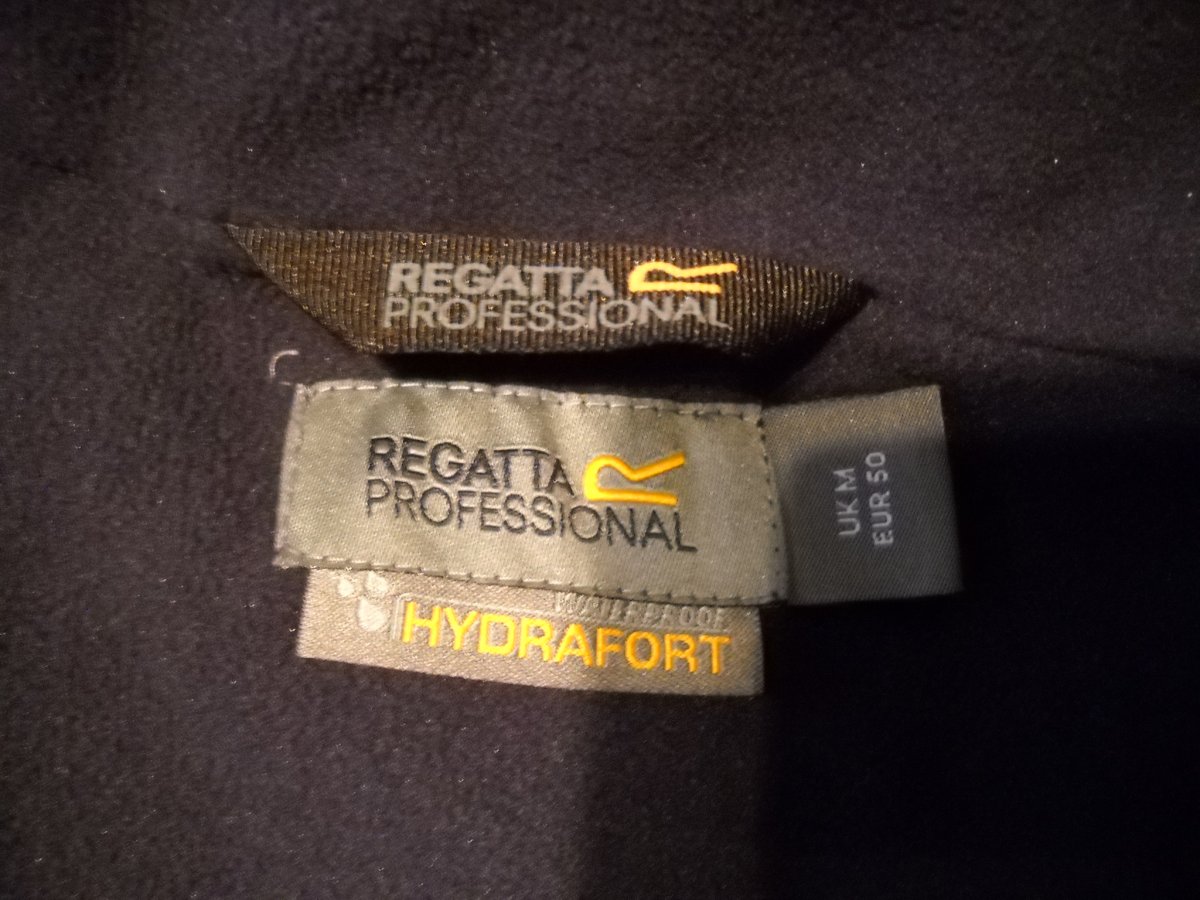 REGATTA
PROFESSIONAL
REGATTA
PROFESSIONAL
UK M
EUR 50
WATERPROOF
HYDRAFORT